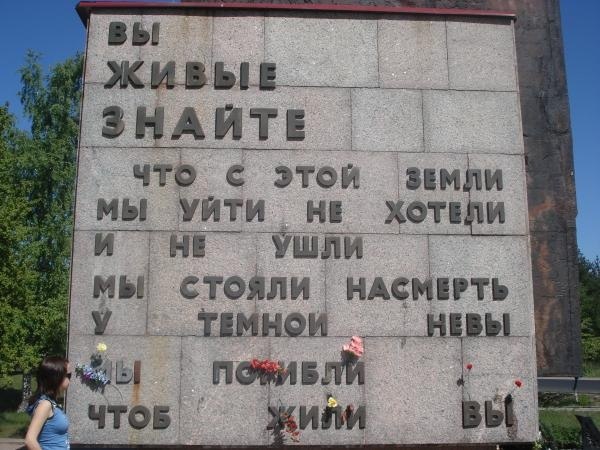 ВЫ
ЖИВЫЕ
ЗНАЙТЕ
ЧТО С ЭТОЙ ЗЕМЛИ
МЫ УЙТИ НЕ ХОТЕЛИ
И НЕ УШЛИ
МЫ СТОЯЛИ НАСМЕРТЬ
У ТЕМНОЙ НЕВЫ
МЫ ПОГИБЛИ
ЧТОБ ЖИЛИ ВЫ